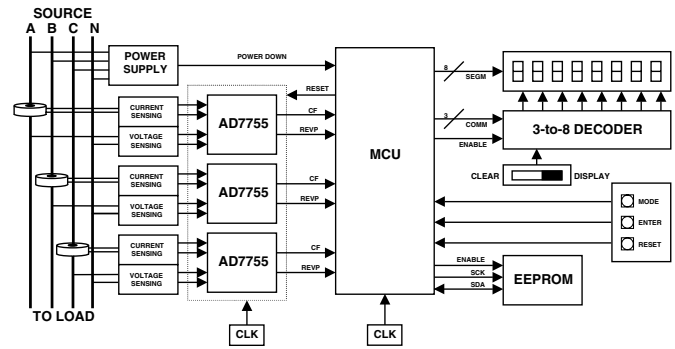 SOURCE
A B C N
POWER SUPPLY
POWER DOWN
8
SEGM
RESET
CURRENT SENSING
AD7755
CF
VOLTAGE SENSING
REVP
MCU
3
COMM
3-to-8 DECODER
ENABLE
CLEAR
DISPLAY
CURRENT SENSING
AD7755
CF
VOLTAGE SENSING
REVP
MODE
ENTER
RESET
CURRENT SENSING
AD7755
CF
VOLTAGE SENSING
REVP
ENABLE
SCK
SDA
EEPROM
TO LOAD
CLK
CLK